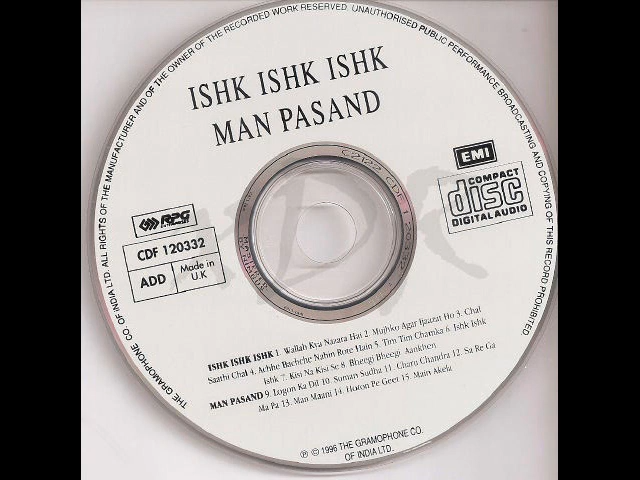 THE GRAMOPHONE CO. OF INDIA LTD. ALL RIGHTS OF THE MANUFACTURER AND OF THE OWNER OF THE RECORDED WORK RESERVED. UNAUTHORISED PUBLIC PERFORMANCE BROADCASTING AND COPYING OF THIS RECORD PROHIBITED
ISHK ISHK ISHK
MAN PASAND
EMI
COMPACT
disc
DIGITAL AUDIO
RPG
CDF 120332
ADD
Made in
U.K
ISHK ISHK ISHK 1. Wallah Kya Nazara Hai 2. Mujhko Agar Ijaazat Ho 3. Chal
Saathi Chal 4. Achhe Bachche Nahin Rote Hain 5. Tim Tim Chamka 6. Ishk Ishk
Ishk 7. Kisi Na Kisi Se 8. Bheegi Bheegi Aankhen
MAN PASAND 9. Logon Ka Dil 10. Suman Sudha 11. Charu Chandra 12. Sa Re Ga
Ma Pa 13. Man Maani 14. Honton Pe Geet 15. Main Akela
℗ © 1996 THE GRAMOPHONE CO.
OF INDIA LTD.